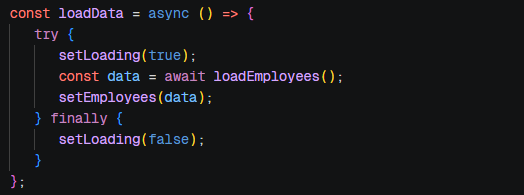 const loadData = async () => {
try {
setLoading(true);
const data = await loadEmployees();
setEmployees(data);
} finally {
setLoading(false);
}
};